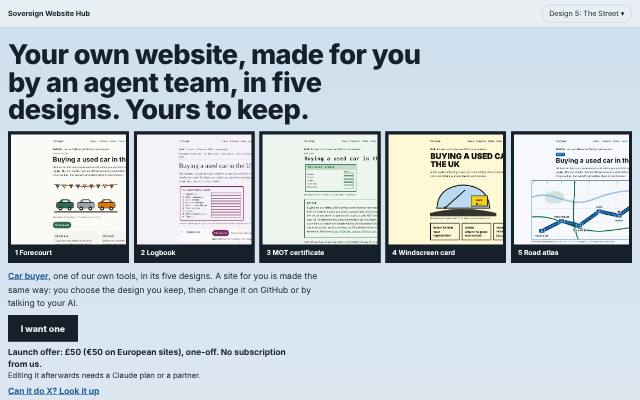 Sovereign Website Hub
Design 5: The Street ▾
Your own website, made for you
by an agent team, in five
designs. Yours to keep.
Buying a used car in th
Buying a used car in the U
Buying a used car in t
BUYING A USED CA
THE UK
Buying a used car in th
1 Forecourt
2 Logbook
3 MOT certificate
4 Windscreen card
5 Road atlas
Car buyer, one of our own tools, in its five designs. A site for you is made the
same way: you choose the design you keep, then change it on GitHub or by
talking to your AI.
I want one
Launch offer: £50 (€50 on European sites), one-off. No subscription
from us.
Editing it afterwards needs a Claude plan or a partner.
Can it do X? Look it up